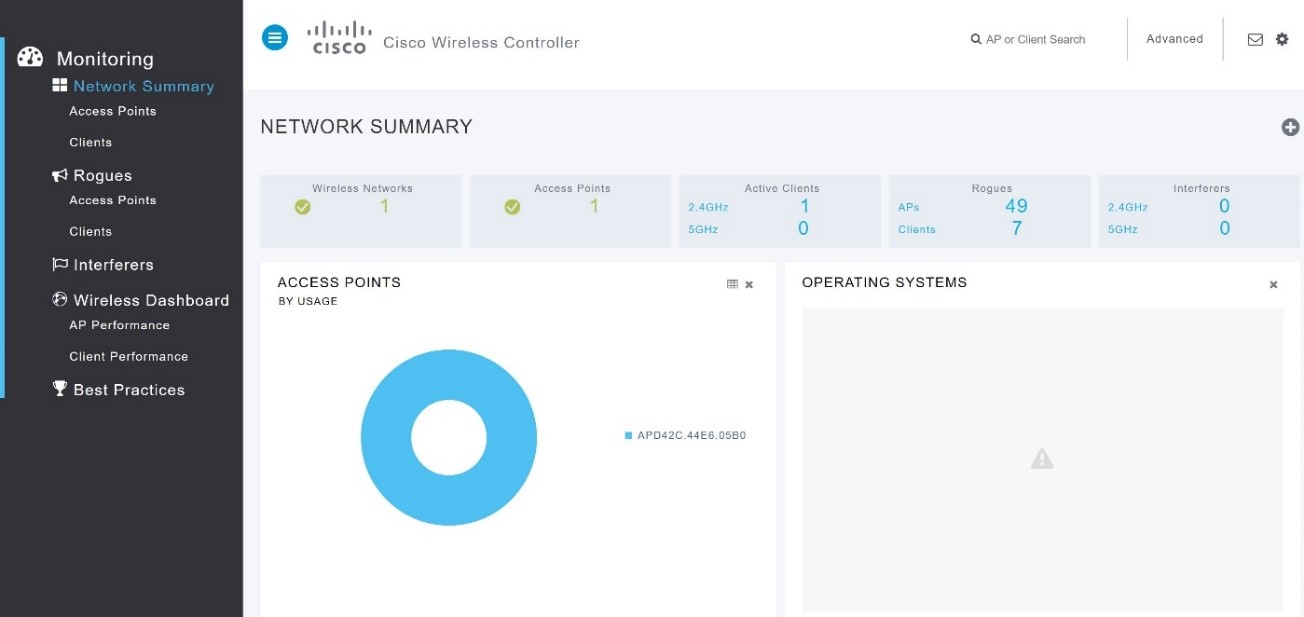 Monitoring
Network Summary
Access Points
Clients
Rogues
Access Points
Clients
Interferers
Wireless Dashboard
AP Performance
Client Performance
Best Practices
CISCO
Cisco Wireless Controller
AP or Client Search
Advanced
NETWORK SUMMARY
Wireless Networks
1
Access Points
1
Active Clients
2.4GHz 1
5GHz 0
Rogues
APs 49
Clients 7
Interferers
2.4GHz 0
5GHz 0
ACCESS POINTS
BY USAGE
APD42C.44E6.05B0
OPERATING SYSTEMS